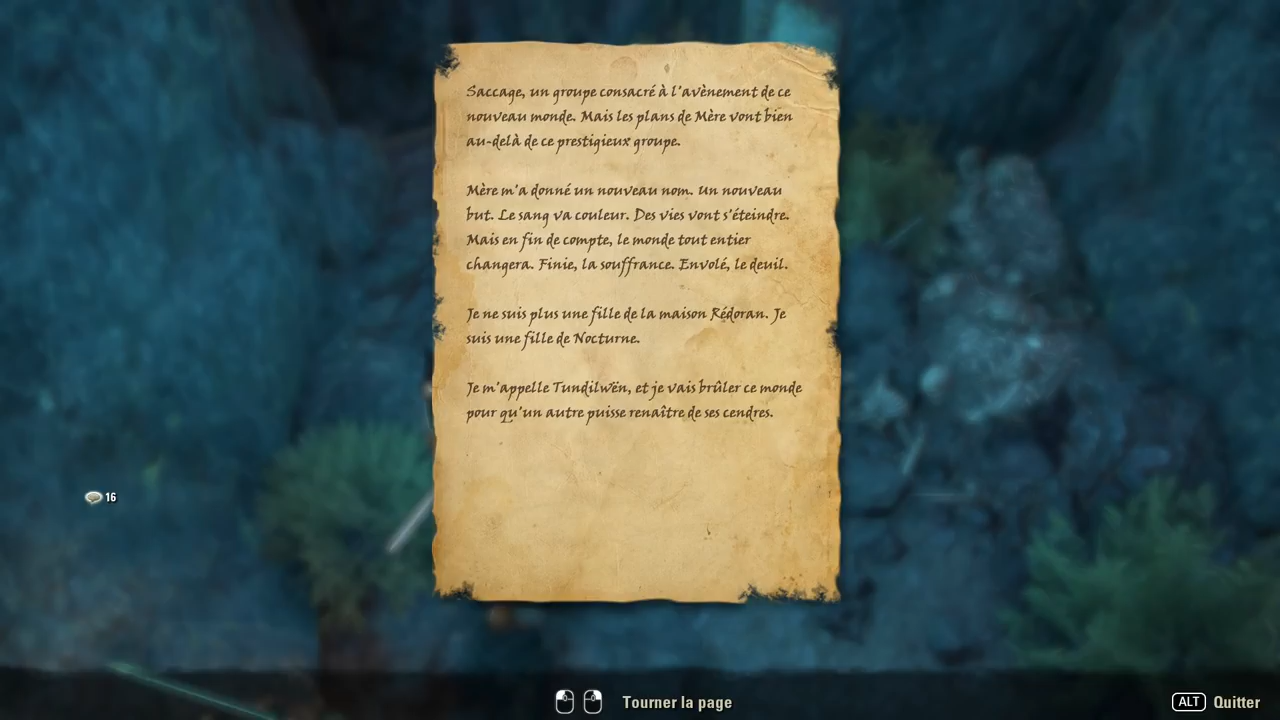 Saccage, un groupe consacré à l'avènement de ce
nouveau monde. Mais les plans de Mère vont bien
au-delà de ce prestigieux groupe.
Mère m'a donné un nouveau nom. Un nouveau
but. Le sang va couleur. Des vies vont s'éteindre.
Mais en fin de compte, le monde tout entier
changera. Finie, la souffrance. Envolé, le deuil.
Je ne suis plus une fille de la maison Rédoran. Je
suis une fille de Nocturne.
Je m'appelle Tundilwën, et je vais brûler ce monde
pour qu'un autre puisse renaître de ses cendres.
16
Tourner la page
ALT Quitter